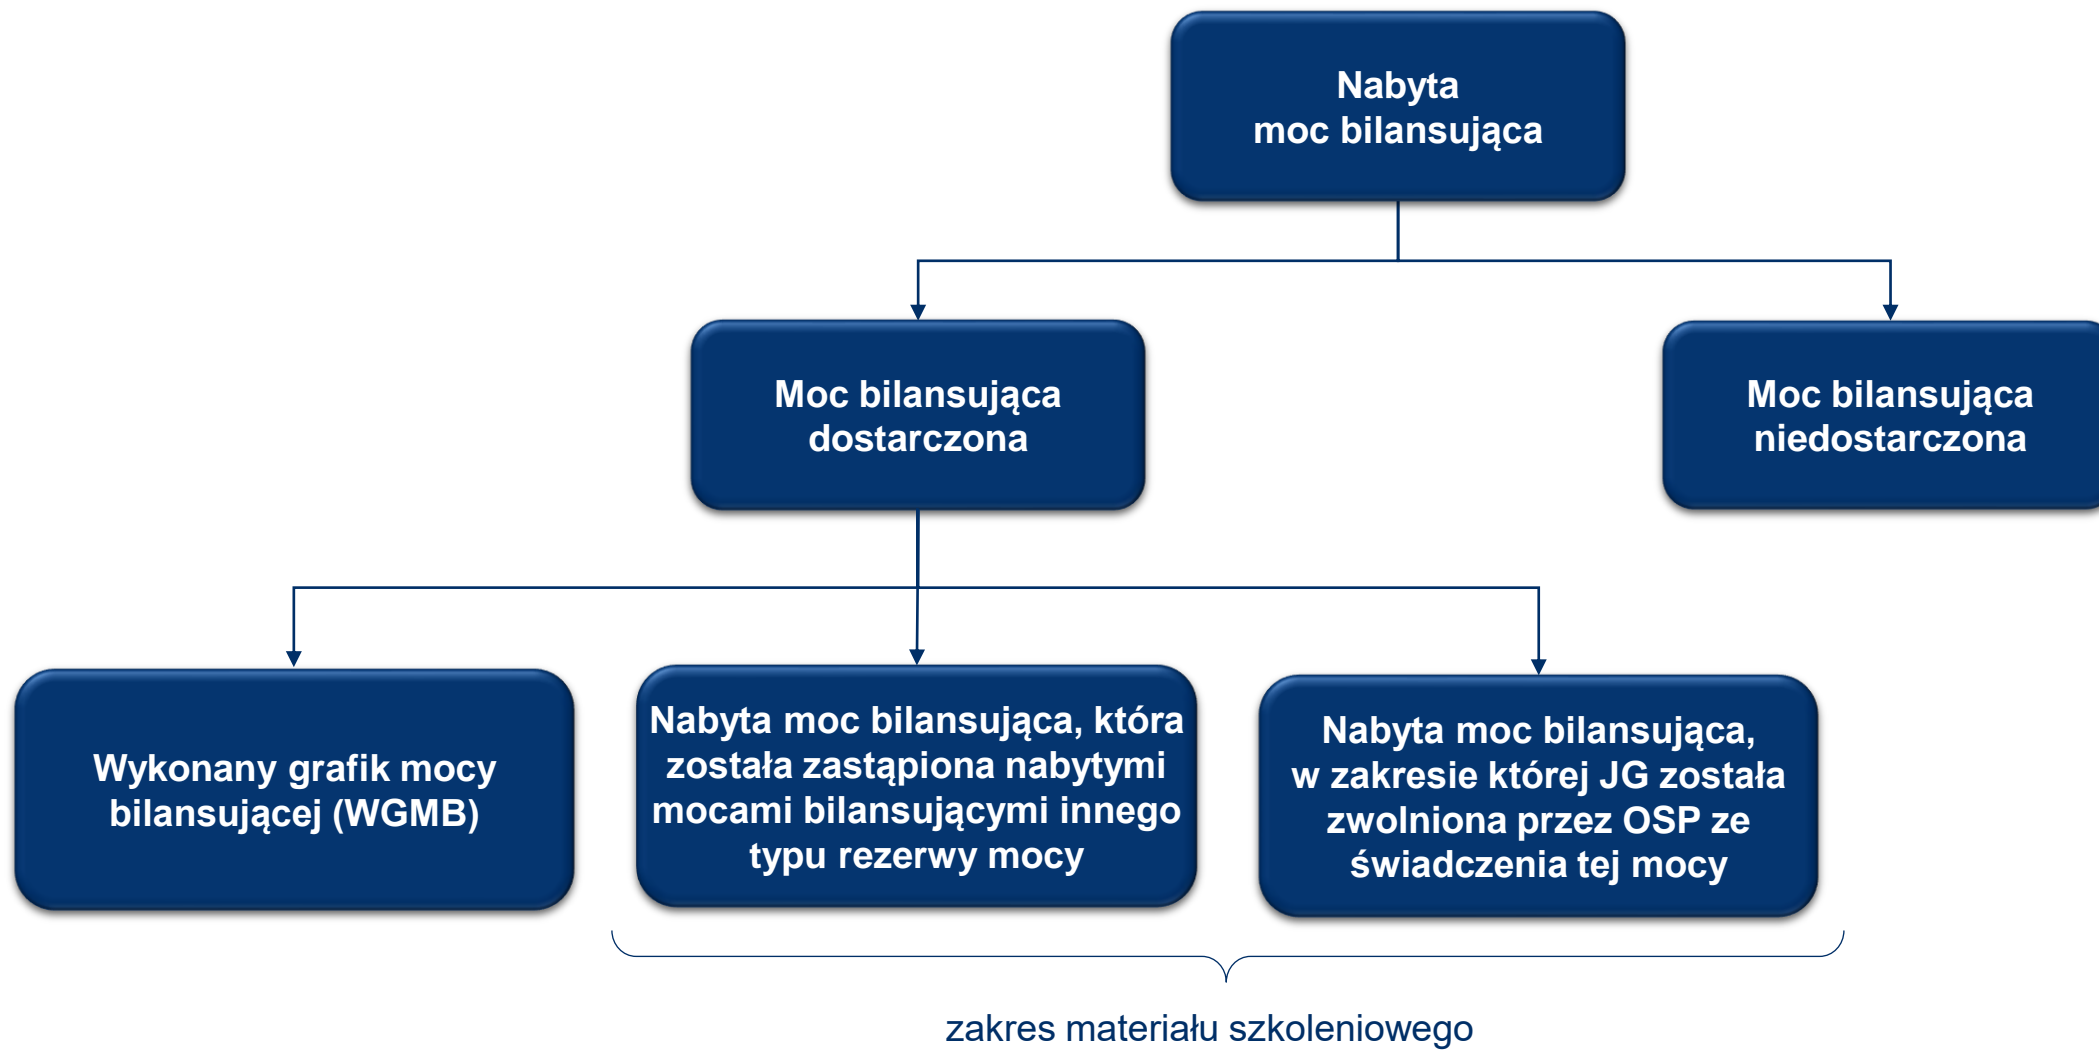 Nabyta
moc bilansująca
Moc bilansująca
dostarczona
Moc bilansująca
niedostarczona
Wykonany grafik mocy
bilansującej (WGMB)
Nabyta moc bilansująca, która
została zastąpiona nabytymi
mocami bilansującymi innego
typu rezerwy mocy
Nabyta moc bilansująca,
w zakresie której JG została
zwolniona przez OSP ze
świadczenia tej mocy
zakres materiału szkoleniowego